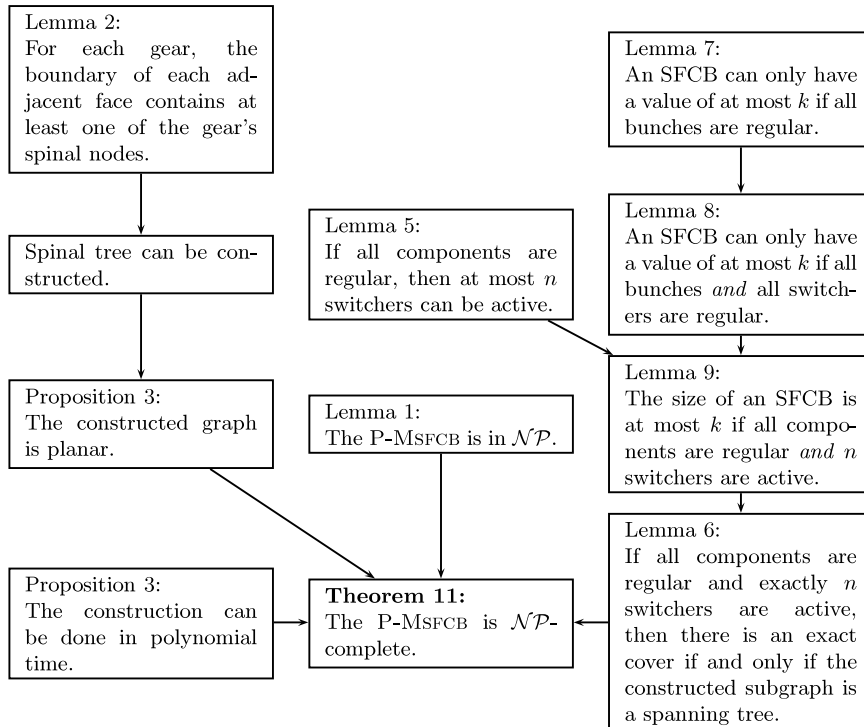 Lemma 2:
For each gear, the
boundary of each ad-
jacent face contains at
least one of the gear's
spinal nodes.
Spinal tree can be con-
structed.
Proposition 3:
The constructed graph
is planar.
Proposition 3:
The construction can
be done in polynomial
time.
Lemma 5:
If all components are
regular, then at most n
switchers can be active.
Lemma 1:
The P-MSFCB is in NP.
Theorem 11:
The P-MSFCB is NP-
complete.
Lemma 7:
An SFCB can only have
a value of at most k if all
bunches are regular.
Lemma 8:
An SFCB can only have
a value of at most k if all
bunches and all switch-
ers are regular.
Lemma 9:
The size of an SFCB is
at most k if all compo-
nents are regular and n
switchers are active.
Lemma 6:
If all components are
regular and exactly n
switchers are active,
then there is an exact
cover if and only if the
constructed subgraph is
a spanning tree.